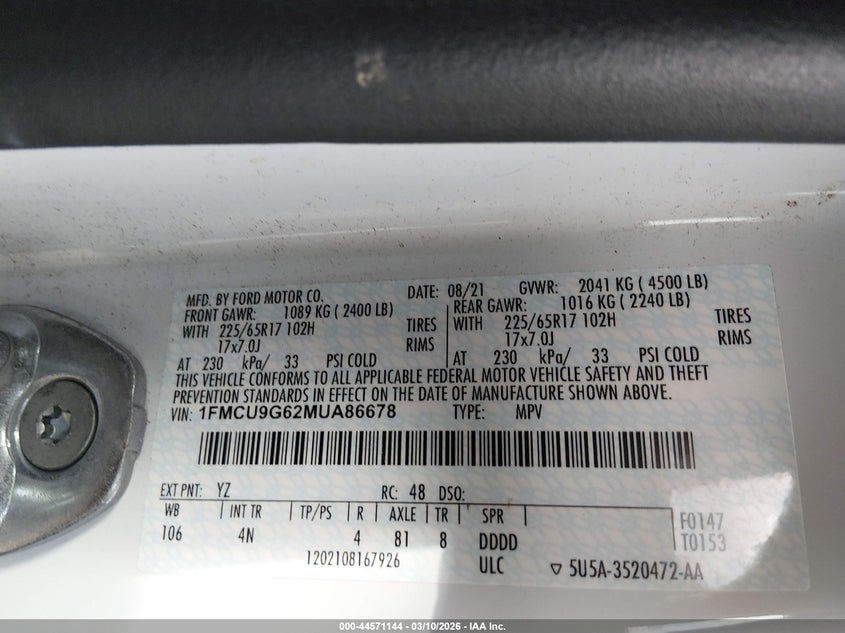 MFD. BY FORD MOTOR CO. DATE: 08/21 GVWR: 2041 KG ( 4500 LB)
FRONT GAWR: 1089 KG ( 2400 LB) REAR GAWR: 1016 KG ( 2240 LB)
WITH 225/65R17 102H TIRES WITH 225/65R17 102H TIRES
17x7.0J RIMS 17x7.0J RIMS
AT 230 kPa/ 33 PSI COLD AT 230 kPa/ 33 PSI COLD
THIS VEHICLE CONFORMS TO ALL APPLICABLE FEDERAL MOTOR VEHICLE SAFETY AND THEFT
PREVENTION STANDARDS IN EFFECT ON THE DATE OF MANUFACTURE SHOWN ABOVE.
VIN: 1FMCU9G62MUA86678 TYPE: MPV
EXT PNT: YZ RC: 48 DSO:
WB INT TR TP/PS R AXLE TR SPR F0147
106 4N 4 81 8 DDDD T0153
1202108167926 ULC ▽ 5U5A-3520472-AA
000-44571144 - 03/10/2026 - IAA Inc.